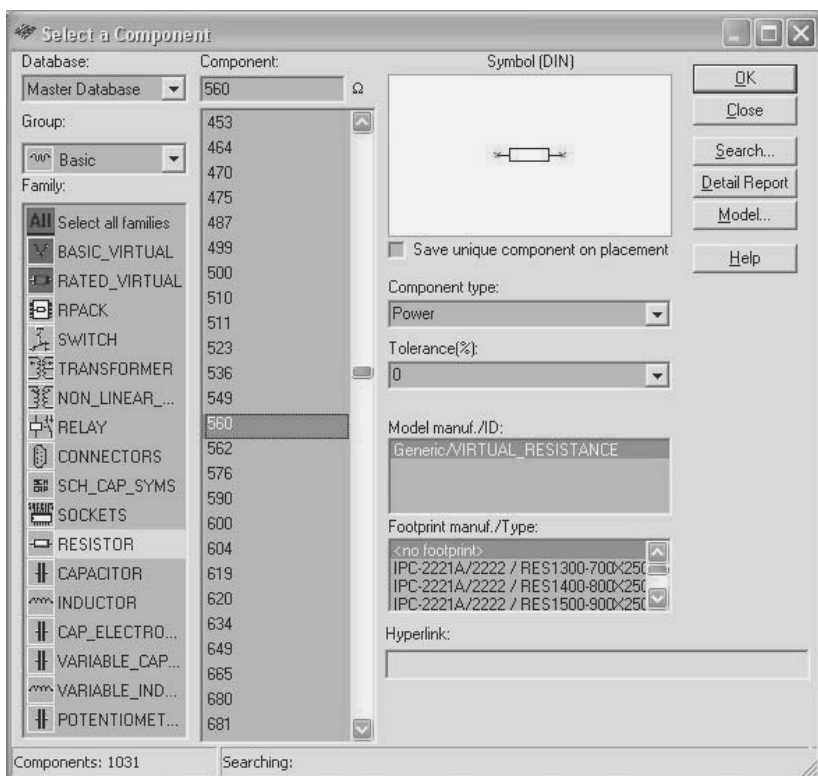 Select a Component
Database:
Master Database
Group:
Basic
Family:
All Select all families
BASIC_VIRTUAL
RATED_VIRTUAL
RPACK
SWITCH
TRANSFORMER
NON_LINEAR_...
RELAY
CONNECTORS
SCH_CAP_SYMS
SOCKETS
RESISTOR
CAPACITOR
INDUCTOR
CAP_ELECTRO...
VARIABLE_CAP...
VARIABLE_IND...
POTENTIOMET...
Component:
560 Ω
453
464
470
475
487
499
500
510
511
523
536
549
560
562
576
590
600
604
619
620
634
649
665
680
681
Symbol (DIN)
Save unique component on placement
Component type:
Power
Tolerance(%):
0
Model manuf./ID:
Generic/VIRTUAL_RESISTANCE
Footprint manuf./Type:
<no footprint>
IPC-2221A/2222 / RES1300-700X250
IPC-2221A/2222 / RES1400-800X250
IPC-2221A/2222 / RES1500-900X250
Hyperlink:
OK
Close
Search...
Detail Report
Model...
Help
Components: 1031
Searching: